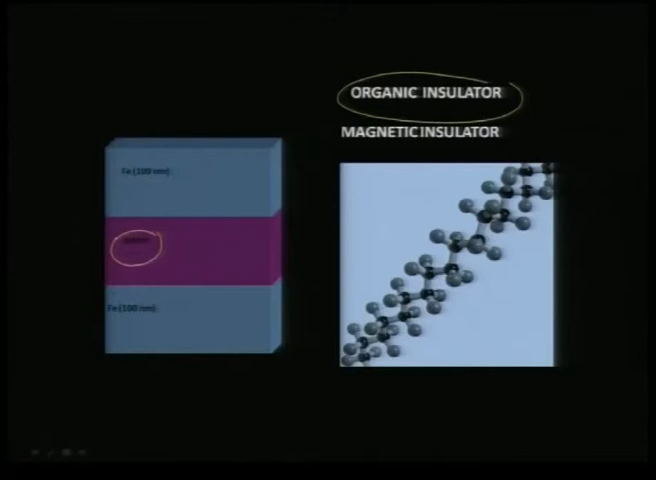 ORGANIC INSULATOR
MAGNETIC INSULATOR
Fe (100 nm)
Fe (100 nm)